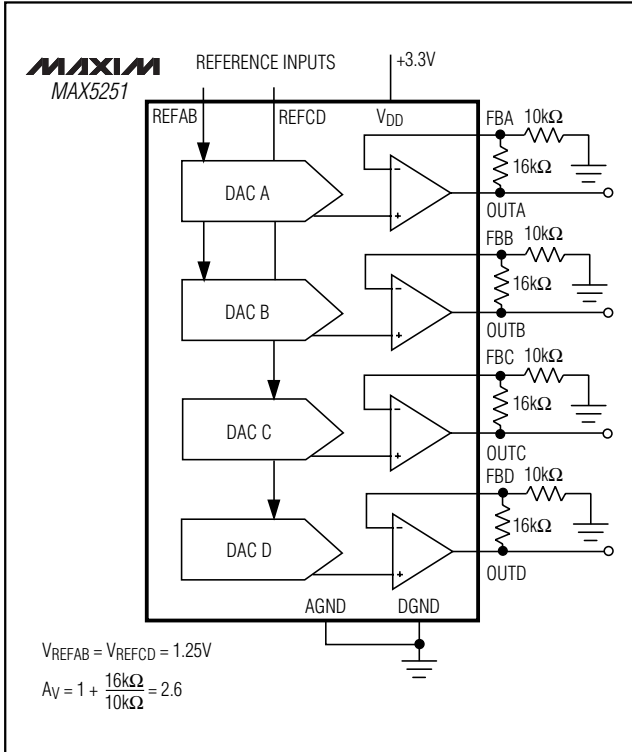 MAXIM
MAX5251
REFERENCE INPUTS
+3.3V
REFAB
REFCD
VDD
FBA
10kΩ
16kΩ
DAC A
-
+
OUTA
FBB
10kΩ
16kΩ
DAC B
-
+
OUTB
FBC
10kΩ
16kΩ
DAC C
-
+
OUTC
FBD
10kΩ
16kΩ
DAC D
-
+
OUTD
AGND
DGND
VREFAB = VREFCD = 1.25V
AV = 1 + 16kΩ / 10kΩ = 2.6